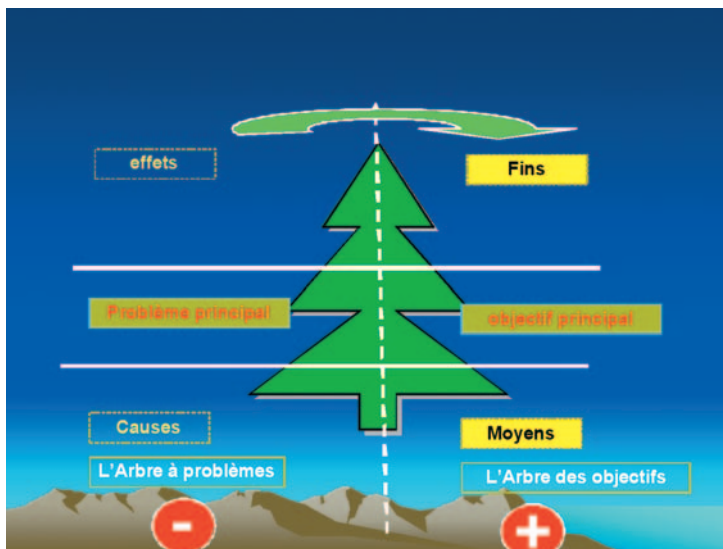 effets
Fins
Problème principal
objectif principal
Causes
Moyens
L'Arbre à problèmes
L'Arbre des objectifs
-
+